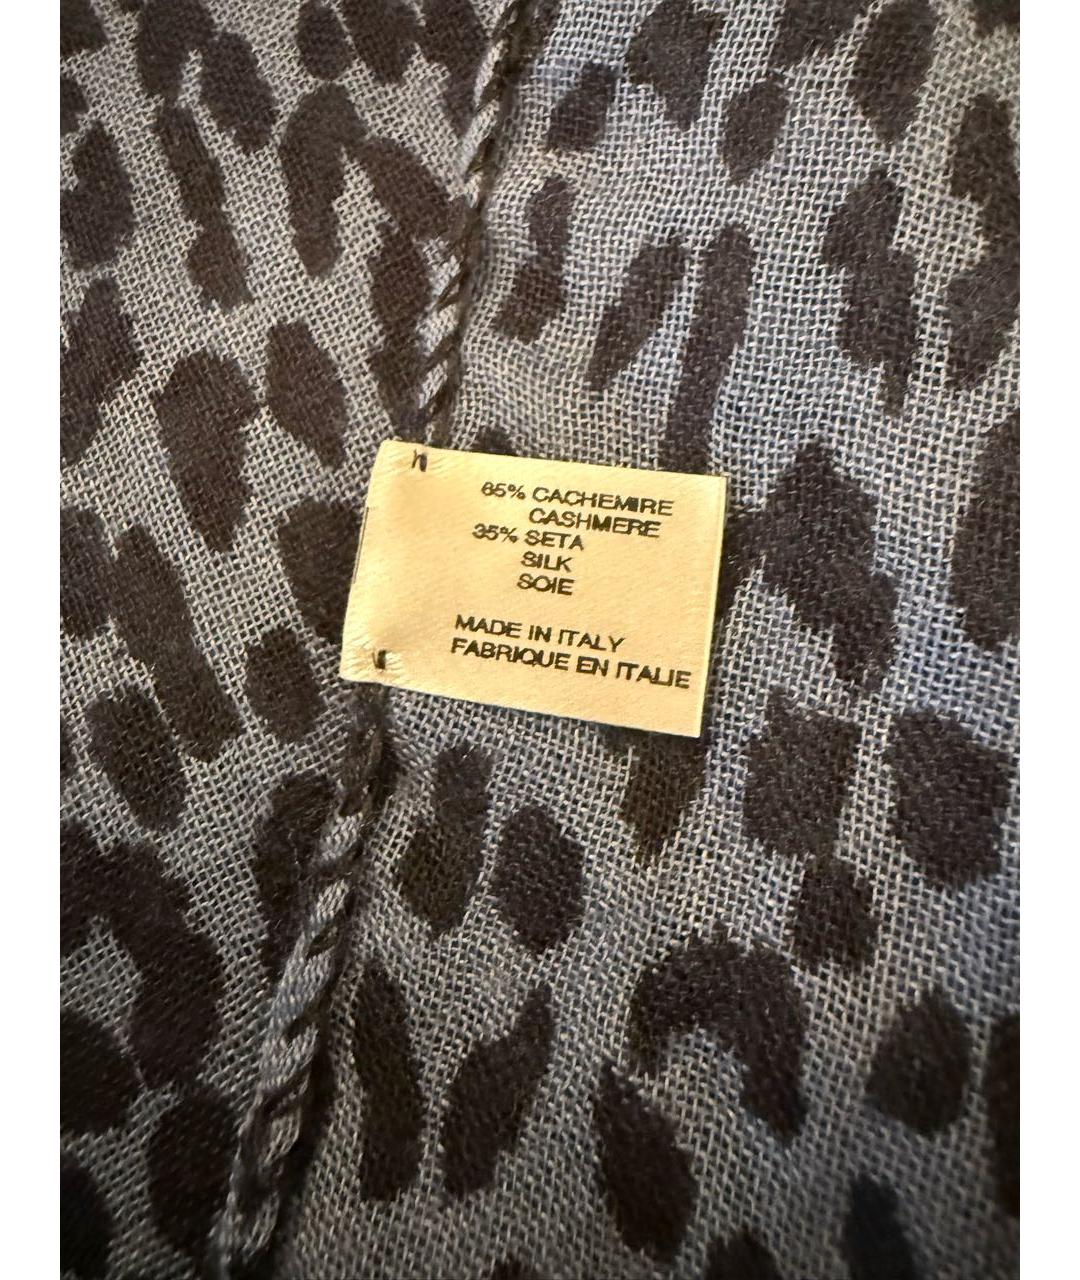 65% CACHEMIRE
CASHMERE
35% SETA
SILK
SOIE
MADE IN ITALY
FABRIQUE EN ITALIE